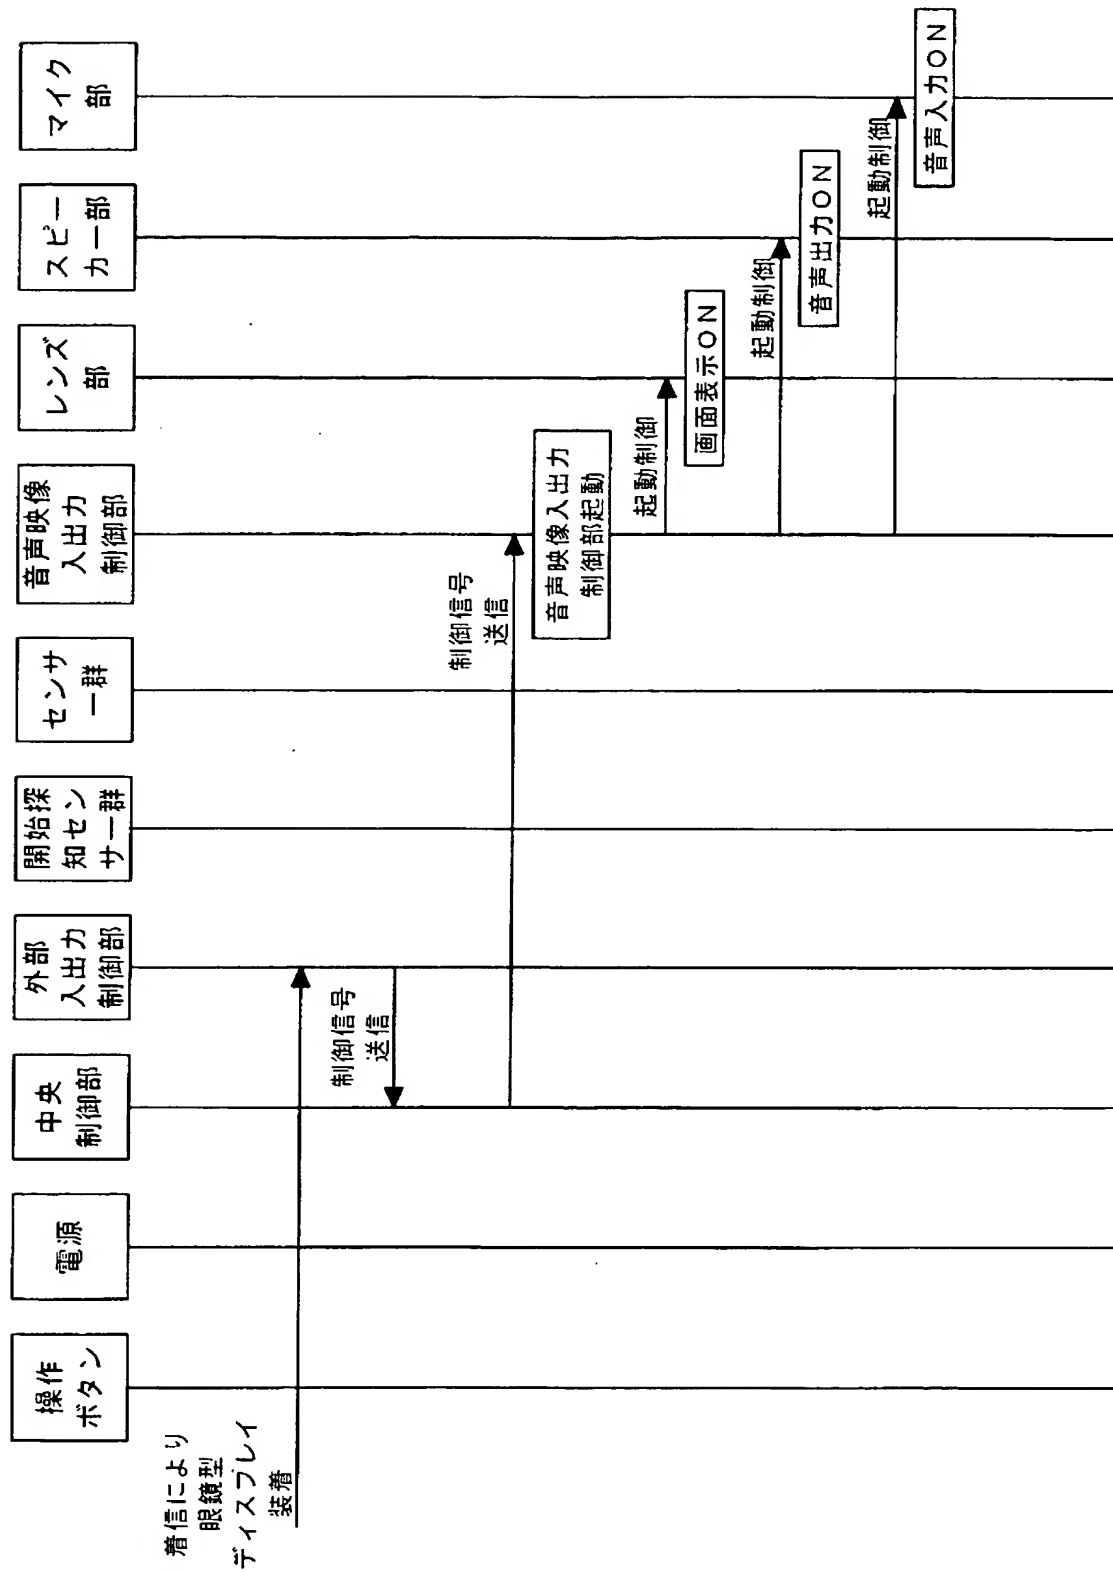 操作
ボタン
電源
中央
制御部
外部
入出力
制御部
開始探
知セン
サー群
センサ
ー群
音声映像
入出力
制御部
レンズ
部
スピー
カー部
マイク
部
着信により
眼鏡型
ディスプレイ
装着
制御信号
送信
制御信号
送信
音声映像入出力
制御部起動
起動制御
画面表示ON
起動制御
音声出力ON
起動制御
音声入力ON